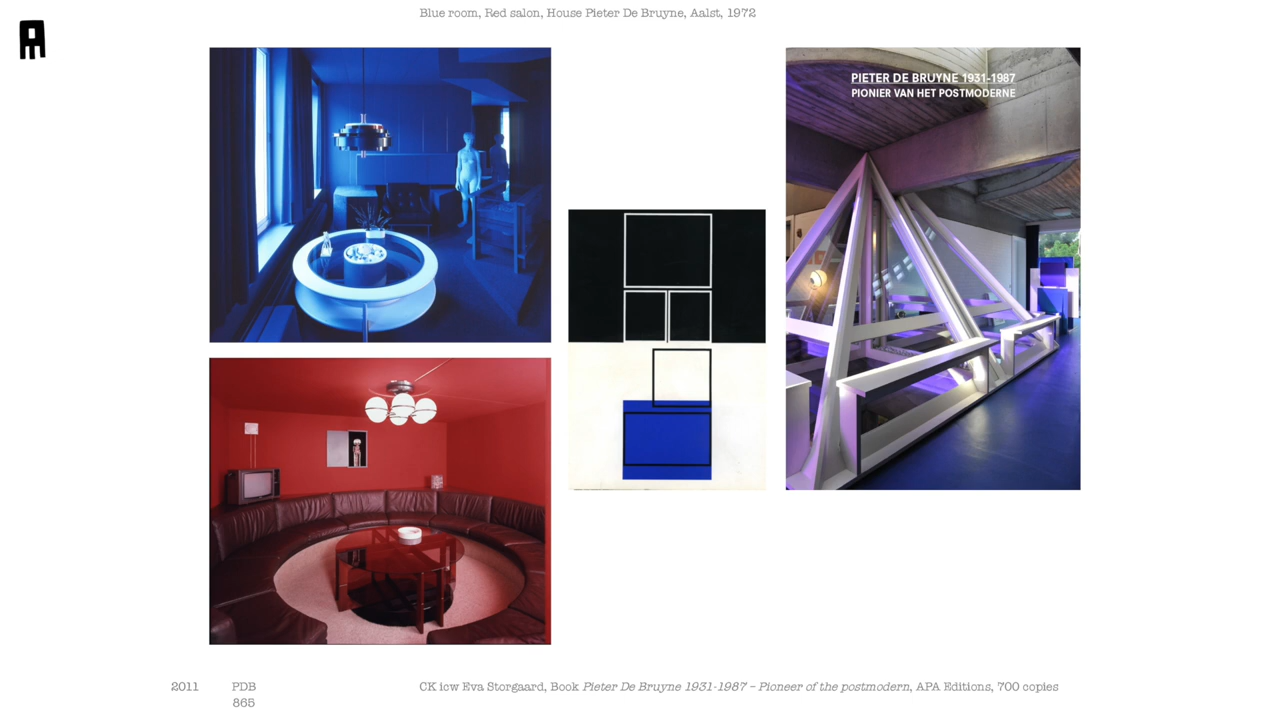 Blue room, Red salon, House Pieter De Bruyne, Aalst, 1972
PIETER DE BRUYNE 1931-1987
PIONIER VAN HET POSTMODERNE
2011
PDB
865
CK icw Eva Storgaard, Book Pieter De Bruyne 1931-1987 – Pioneer of the postmodern, APA Editions, 700 copies